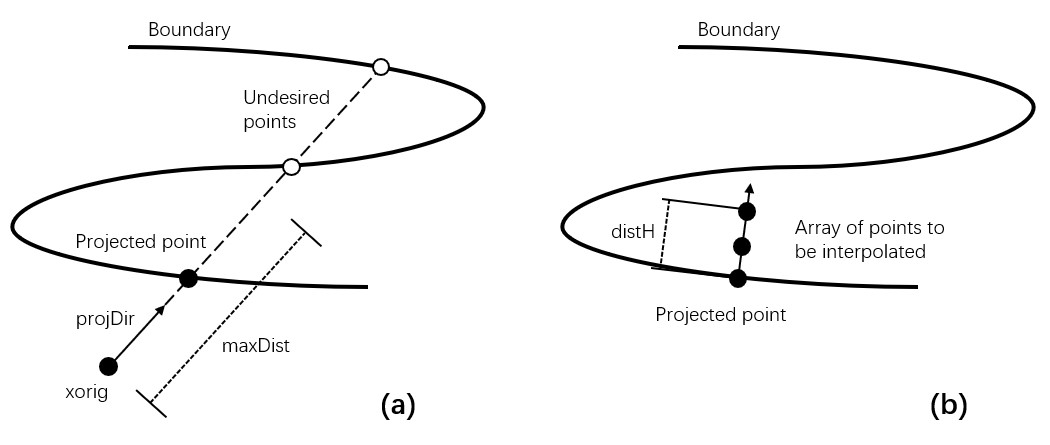 Boundary
Undesired
points
Projected point
projDir
maxDist
xorig
(a)
Boundary
distH
Array of points to
be interpolated
Projected point
(b)